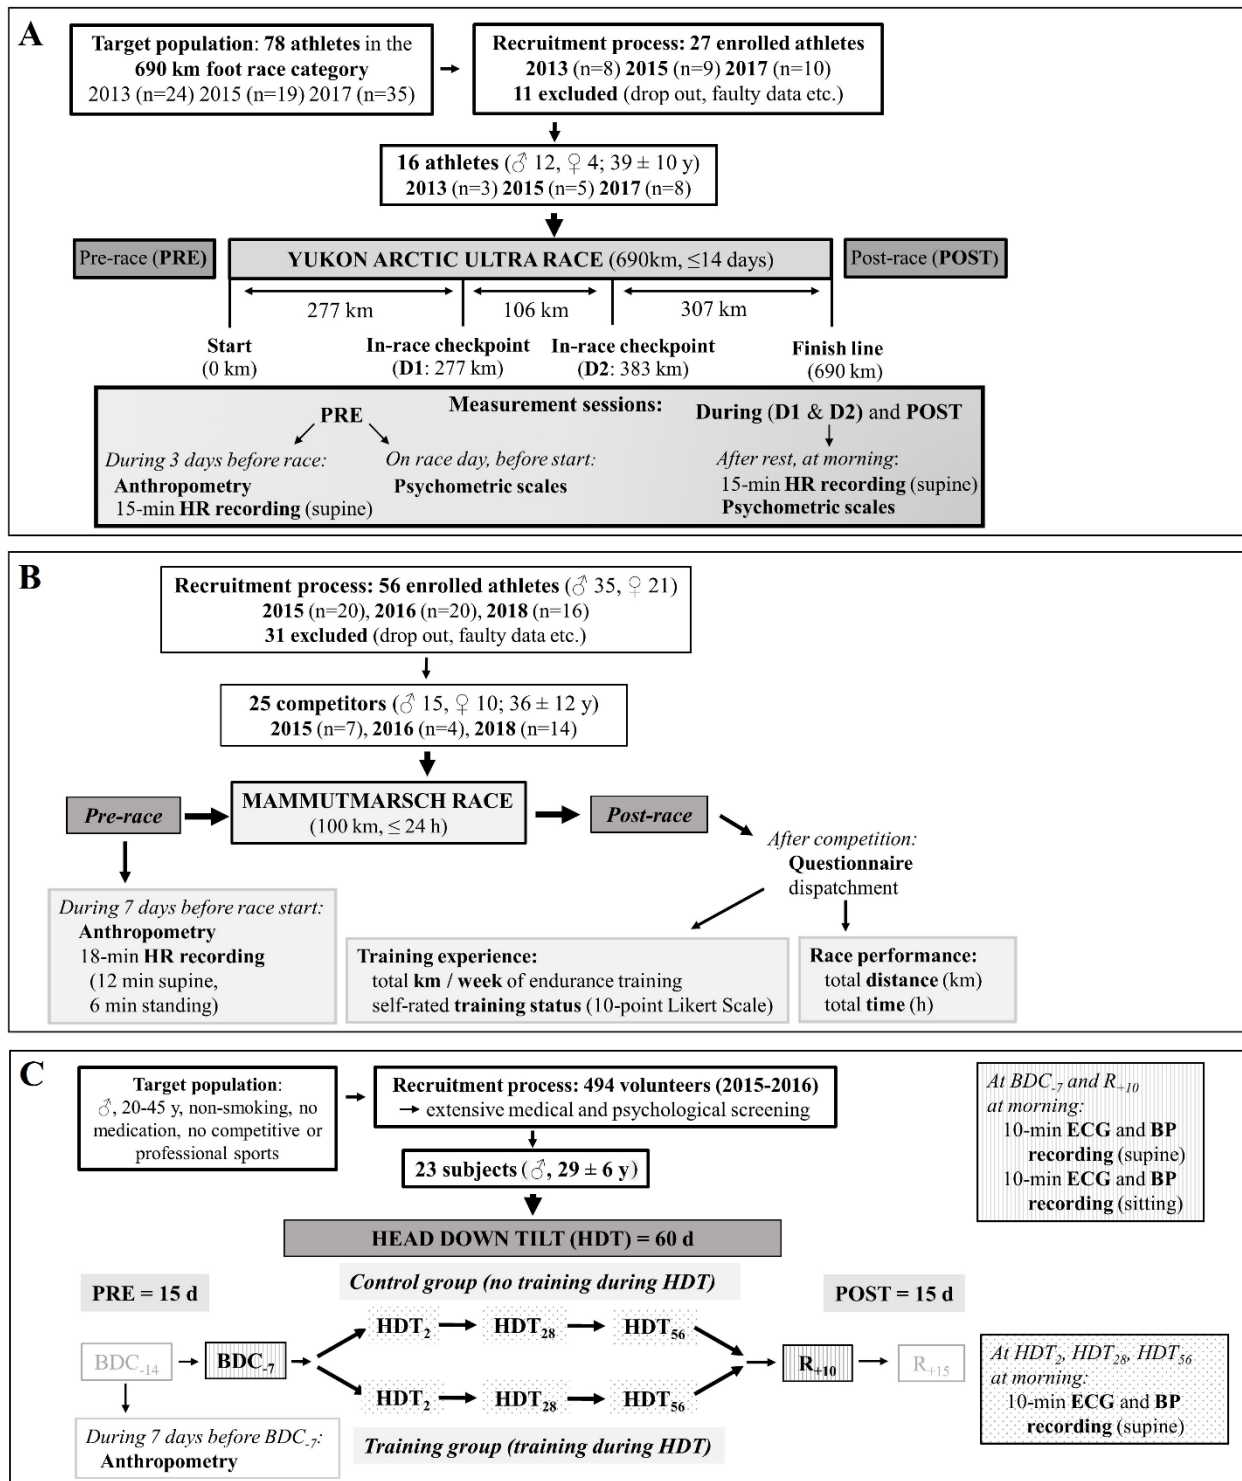 A
Target population: 78 athletes in the
690 km foot race category
2013 (n=24) 2015 (n=19) 2017 (n=35)
Recruitment process: 27 enrolled athletes
2013 (n=8) 2015 (n=9) 2017 (n=10)
11 excluded (drop out, faulty data etc.)
16 athletes (♂ 12, ♀ 4; 39 ± 10 y)
2013 (n=3) 2015 (n=5) 2017 (n=8)
Pre-race (PRE)
YUKON ARCTIC ULTRA RACE (690km, ≤14 days)
Post-race (POST)
277 km
106 km
307 km
Start
(0 km)
In-race checkpoint
(D1: 277 km)
In-race checkpoint
(D2: 383 km)
Finish line
(690 km)
Measurement sessions:
PRE
During 3 days before race:
Anthropometry
15-min HR recording (supine)
On race day, before start:
Psychometric scales
During (D1 & D2) and POST
After rest, at morning:
15-min HR recording (supine)
Psychometric scales
B
Recruitment process: 56 enrolled athletes (♂ 35, ♀ 21)
2015 (n=20), 2016 (n=20), 2018 (n=16)
31 excluded (drop out, faulty data etc.)
25 competitors (♂ 15, ♀ 10; 36 ± 12 y)
2015 (n=7), 2016 (n=4), 2018 (n=14)
Pre-race
MAMMUTMARSCH RACE
(100 km, ≤ 24 h)
Post-race
After competition:
Questionnaire
dispatchment
During 7 days before race start:
Anthropometry
18-min HR recording
(12 min supine,
6 min standing)
Training experience:
total km / week of endurance training
self-rated training status (10-point Likert Scale)
Race performance:
total distance (km)
total time (h)
C
Target population:
♂, 20-45 y, non-smoking, no
medication, no competitive or
professional sports
Recruitment process: 494 volunteers (2015-2016)
→ extensive medical and psychological screening
23 subjects (♂, 29 ± 6 y)
At BDC-7 and R+10
at morning:
10-min ECG and BP
recording (supine)
10-min ECG and BP
recording (sitting)
HEAD DOWN TILT (HDT) = 60 d
PRE = 15 d
Control group (no training during HDT)
POST = 15 d
HDT2 HDT28 HDT56
BDC-14
BDC-7
R+10
R+15
HDT2 HDT28 HDT56
Training group (training during HDT)
During 7 days before BDC-7:
Anthropometry
At HDT2, HDT28, HDT56
at morning:
10-min ECG and BP
recording (supine)